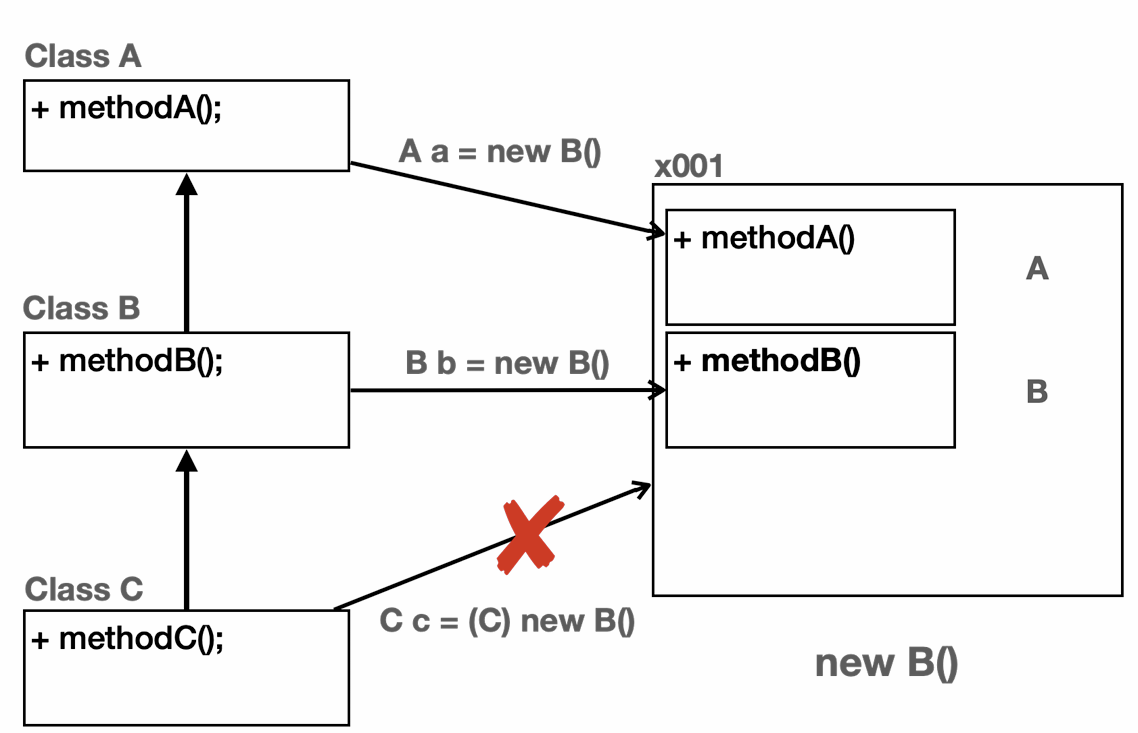 Class A
+ methodA();
A a = new B()
x001
+ methodA()
A
Class B
+ methodB();
B b = new B()
+ methodB()
B
Class C
+ methodC();
C c = (C) new B()
new B()